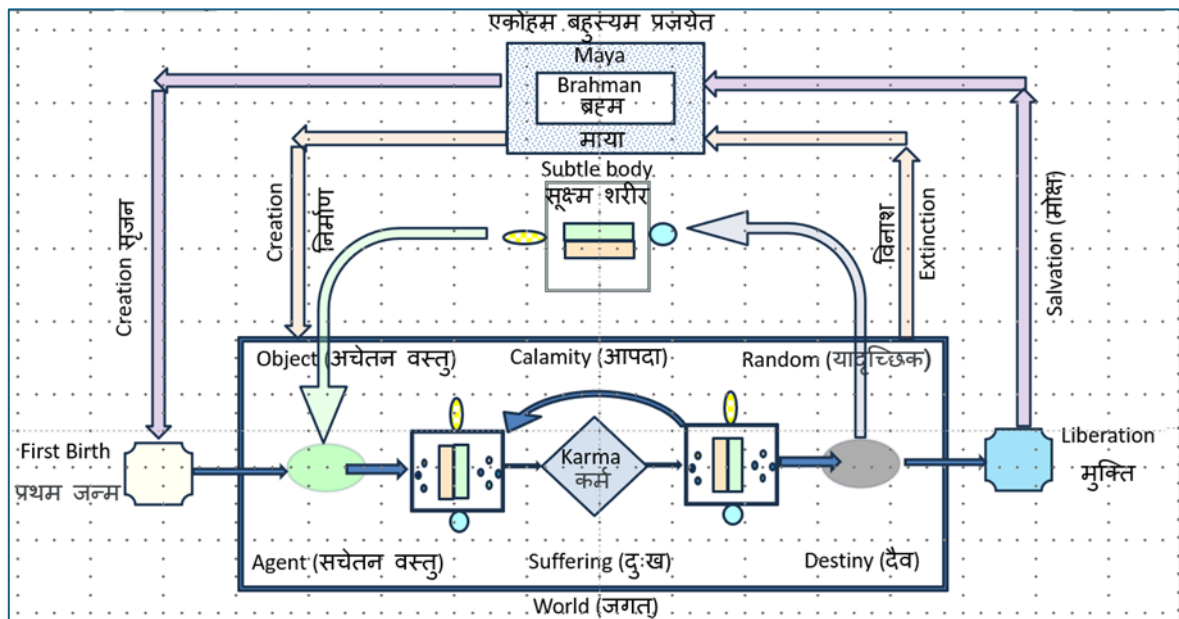 एकोहम बहुस्यम प्रजयेत
Maya
Brahman
ब्रह्म
माया
Subtle body
सूक्ष्म शरीर
Creation सृजन
Creation
निर्माण
विनाश
Extinction
Salvation (मोक्ष)
Object (अचेतन वस्तु)
Calamity (आपदा)
Random (यादृच्छिक)
First Birth
प्रथम जन्म
Karma
कर्म
Liberation
मुक्ति
Agent (सचेतन वस्तु)
Suffering (दुःख)
Destiny (दैव)
World (जगत्)